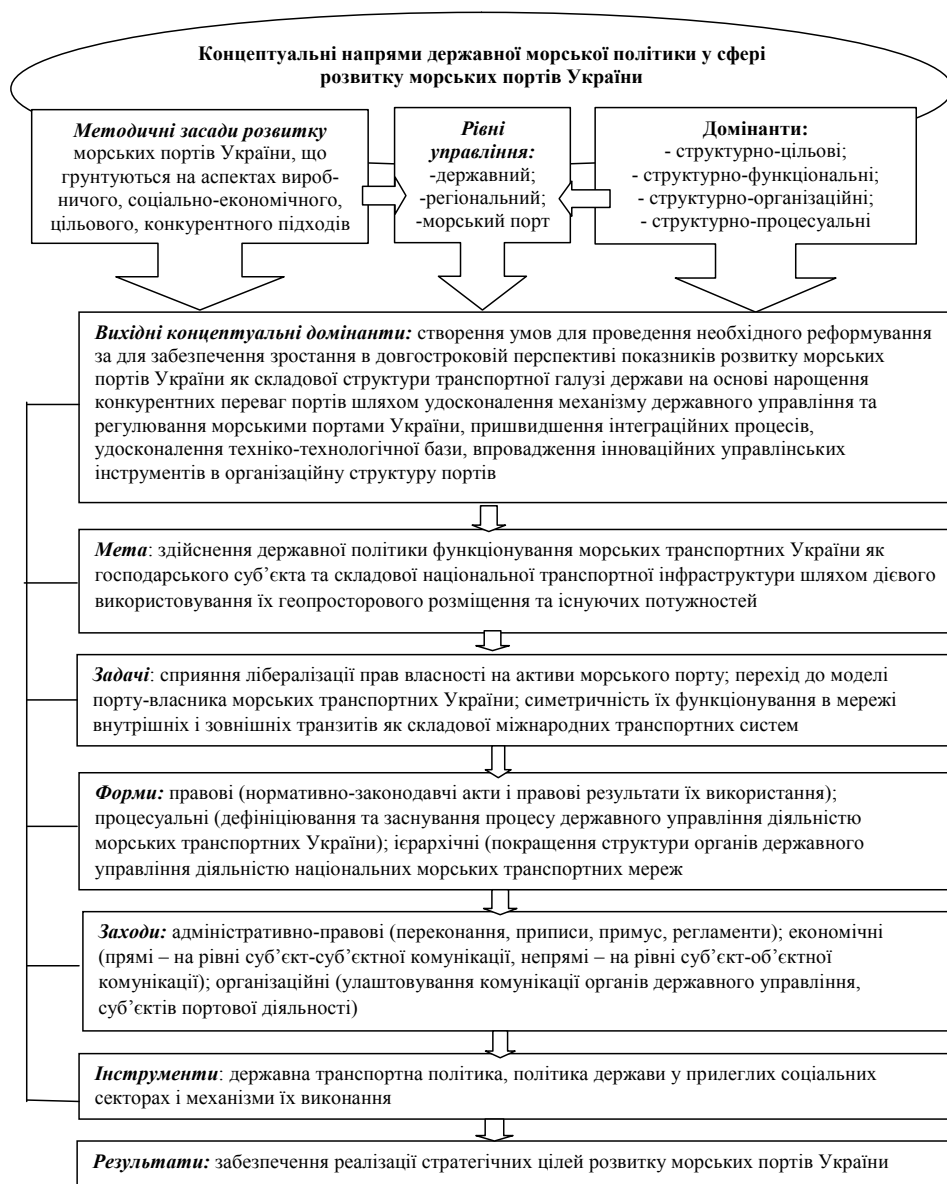 Концептуальні напрями державної морської політики у сфері
розвитку морських портів України
Методичні засади розвитку
морських портів України, що
грунтуються на аспектах вироб-
ничого, соціально-економічного,
цільового, конкурентного підходів
Рівні
управління:
-державний;
-регіональний;
-морський порт
Домінанти:
- структурно-цільові;
- структурно-функціональні;
- структурно-організаційні;
- структурно-процесуальні
Вихідні концептуальні домінанти: створення умов для проведення необхідного реформування
за для забезпечення зростання в довгостроковій перспективі показників розвитку морських
портів України як складової структури транспортної галузі держави на основі нарощення
конкурентних переваг портів шляхом удосконалення механізму державного управління та
регулювання морськими портами України, пришвидшення інтеграційних процесів,
удосконалення техніко-технологічної бази, впровадження інноваційних управлінських
інструментів в організаційну структуру портів
Мета: здійснення державної політики функціонування морських транспортних України як
господарського суб’єкта та складової національної транспортної інфраструктури шляхом дієвого
використовування їх геопросторового розміщення та існуючих потужностей
Задачі: сприяння лібералізації прав власності на активи морського порту; перехід до моделі
порту-власника морських транспортних України; симетричність їх функціонування в мережі
внутрішніх і зовнішніх транзитів як складової міжнародних транспортних систем
Форми: правові (нормативно-законодавчі акти і правові результати їх використання);
процесуальні (дефініціювання та заснування процесу державного управління діяльністю
морських транспортних України); ієрархічні (покращення структури органів державного
управління діяльністю національних морських транспортних мереж
Заходи: адміністративно-правові (переконання, приписи, примус, регламенти); економічні
(прямі – на рівні суб’єкт-суб’єктної комунікації, непрямі – на рівні суб’єкт-об’єктної
комунікації); організаційні (улаштовування комунікації органів державного управління,
суб’єктів портової діяльності)
Інструменти: державна транспортна політика, політика держави у прилеглих соціальних
секторах і механізми їх виконання
Результати: забезпечення реалізації стратегічних цілей розвитку морських портів України